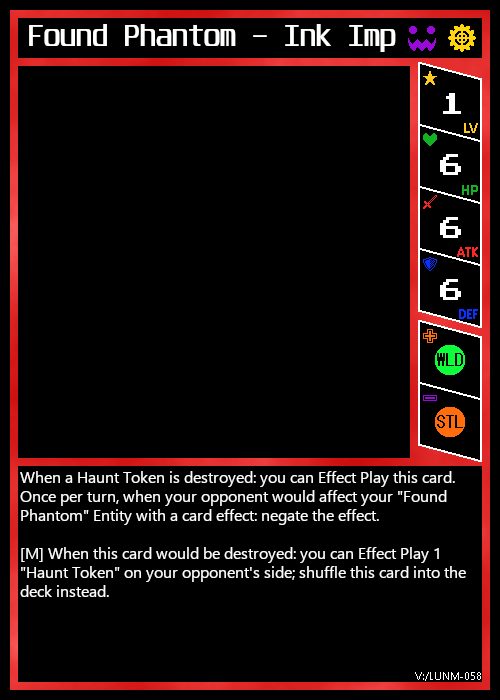 Found Phantom - Ink Imp
1
LV
6
HP
6
ATK
6
DEF
WLD
STL
When a Haunt Token is destroyed: you can Effect Play this card.
Once per turn, when your opponent would affect your "Found
Phantom" Entity with a card effect: negate the effect.
[M] When this card would be destroyed: you can Effect Play 1
"Haunt Token" on your opponent's side; shuffle this card into the
deck instead.
V:/LUNM-058